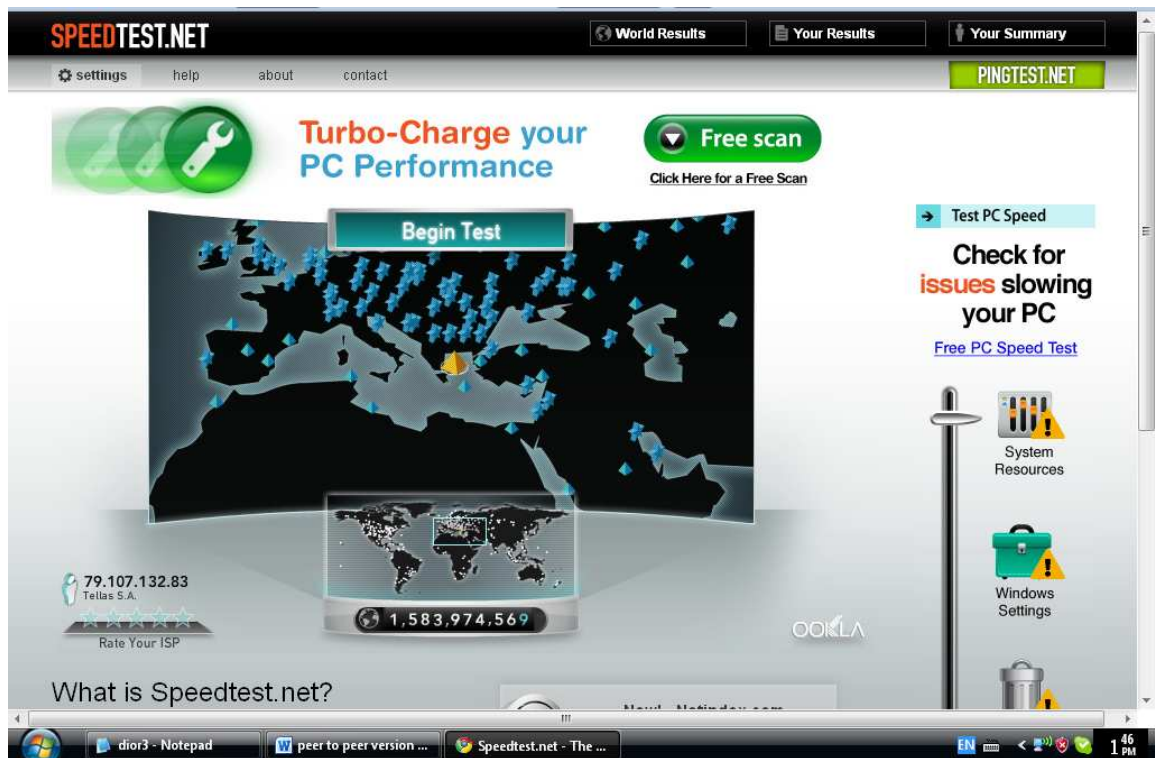 SPEEDTEST.NET
World Results
Your Results
Your Summary
settings
help
about
contact
PINGTEST.NET
Turbo-Charge your
PC Performance
Free scan
Click Here for a Free Scan
Begin Test
Test PC Speed
Check for
issues slowing
your PC
Free PC Speed Test
System
Resources
Windows
Settings
79.107.132.83
Tellas S.A.
Rate Your ISP
1,583,974,569
OOKLA
What is Speedtest.net?
dior3 - Notepad
peer to peer version ...
Speedtest.net - The ...
EN
1 46 PM